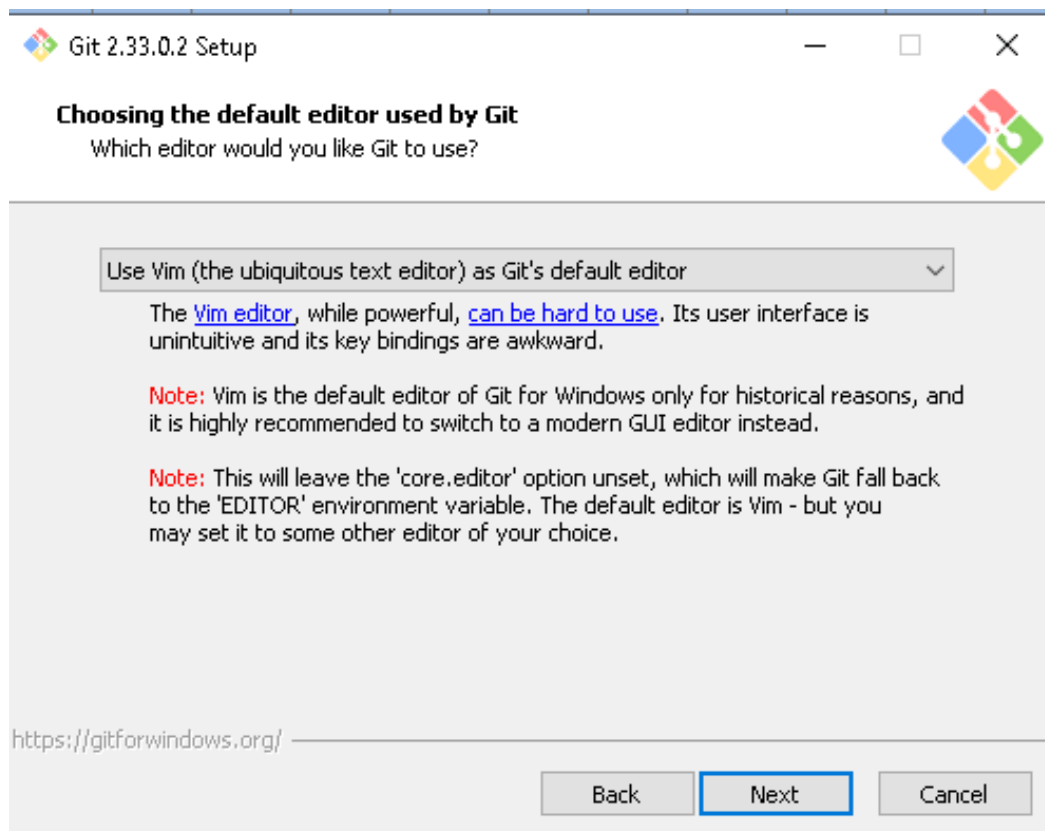 Git 2.33.0.2 Setup
Choosing the default editor used by Git
Which editor would you like Git to use?
Use Vim (the ubiquitous text editor) as Git's default editor
The Vim editor, while powerful, can be hard to use. Its user interface is
unintuitive and its key bindings are awkward.
Note: Vim is the default editor of Git for Windows only for historical reasons, and
it is highly recommended to switch to a modern GUI editor instead.
Note: This will leave the 'core.editor' option unset, which will make Git fall back
to the 'EDITOR' environment variable. The default editor is Vim - but you
may set it to some other editor of your choice.
https://gitforwindows.org/
Back Next Cancel